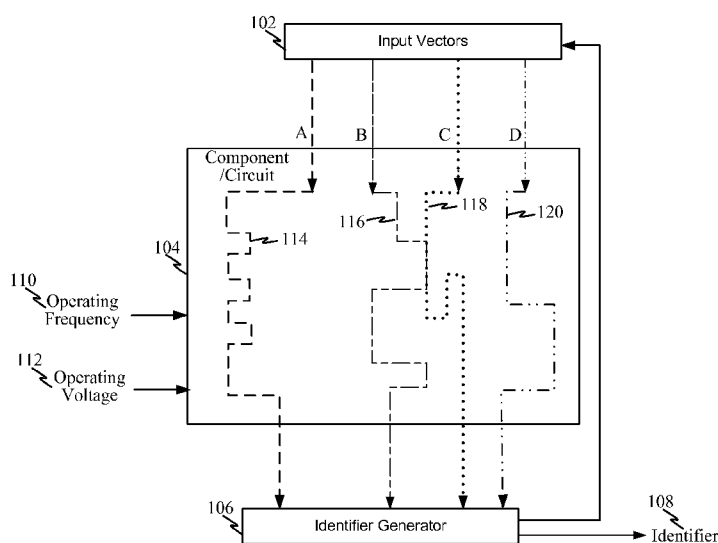 102
Input Vectors
A
B
C
D
Component
/Circuit
114
116
118
120
104
110
Operating
Frequency
112
Operating
Voltage
106
Identifier Generator
108
Identifier